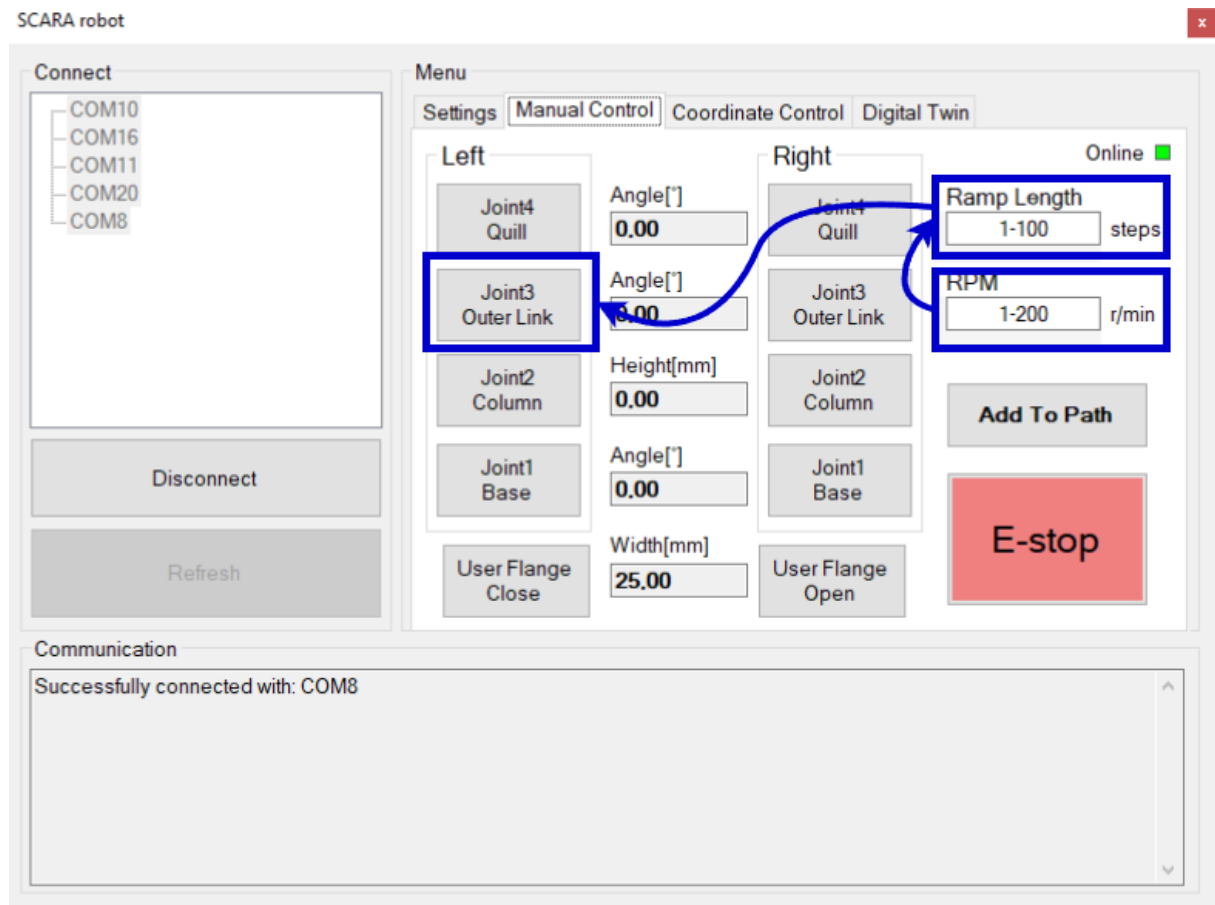 SCARA robot
x
Connect
COM10
COM16
COM11
COM20
COM8
Disconnect
Refresh
Menu
Settings
Manual Control
Coordinate Control
Digital Twin
Online
Left
Joint4
Quill
Joint3
Outer Link
Joint2
Column
Joint1
Base
User Flange
Close
Angle[°]
0.00
Angle[°]
0.00
Height[mm]
0.00
Angle[°]
0.00
Width[mm]
25.00
Right
Joint4
Quill
Joint3
Outer Link
Joint2
Column
Joint1
Base
User Flange
Open
Ramp Length
1-100 steps
RPM
1-200 r/min
Add To Path
E-stop
Communication
Successfully connected with: COM8